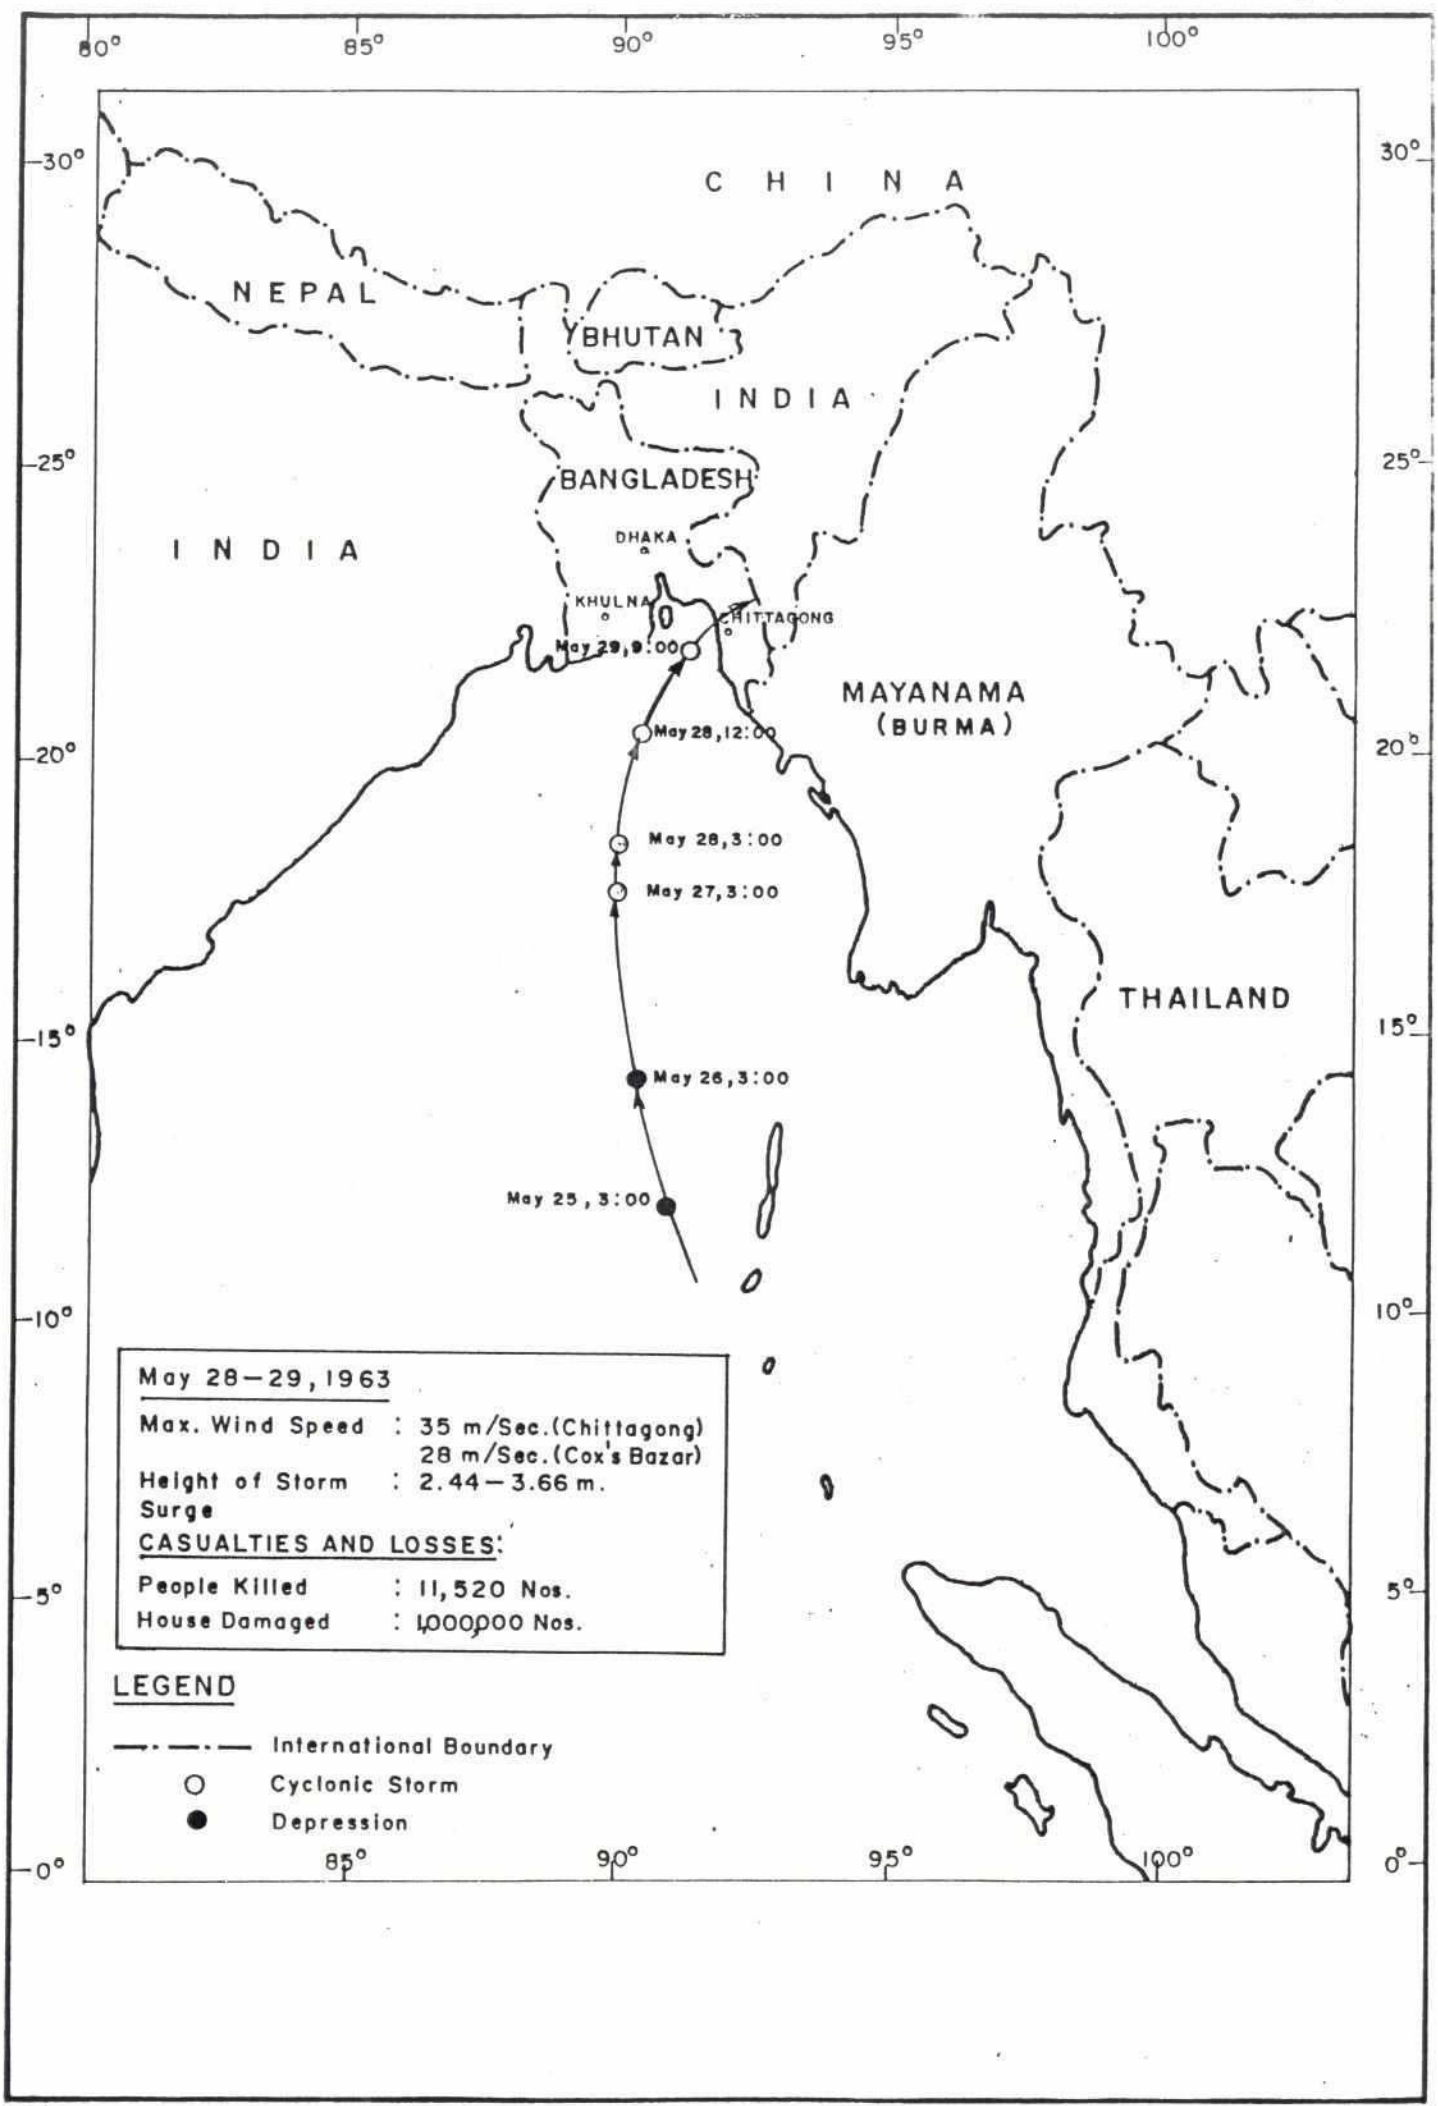 80° 85° 90° 95° 100°
30° 30°
CHINA
NEPAL
BHUTAN
INDIA
25° 25°
BANGLADESH
DHAKA
INDIA
KHULNA
CHITTAGONG
May 29,9:00
MAYANAMA
(BURMA)
May 28,12:00
20° 20°
May 28,3:00
May 27,3:00
THAILAND
15° 15°
May 26,3:00
May 25,3:00
10° 10°
May 28-29,1963
Max. Wind Speed : 35 m/Sec.(Chittagong)
28 m/Sec.(Cox's Bazar)
Height of Storm : 2.44-3.66 m.
Surge
CASUALTIES AND LOSSES:
People Killed : 11,520 Nos.
5° 5°
House Damaged : 1,000,000 Nos.
LEGEND
International Boundary
Cyclonic Storm
Depression
0° 85° 90° 95° 100° 0°